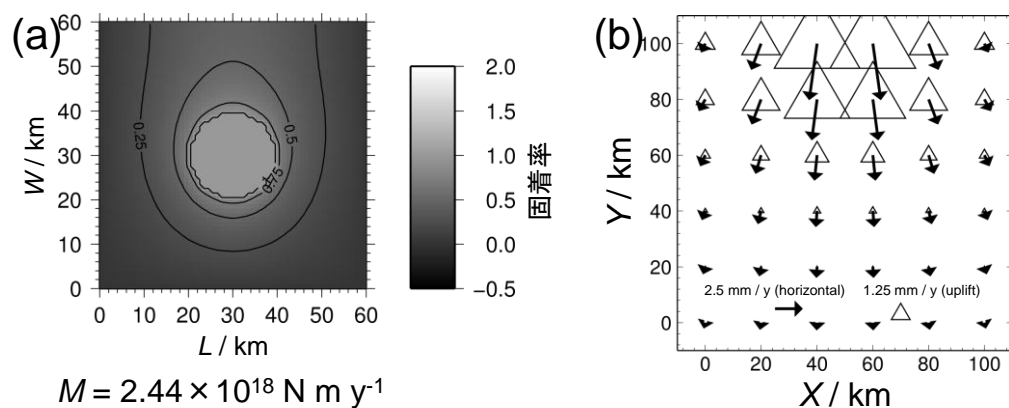 (a)
60
50
40
30
20
10
0
W / km
0 10 20 30 40 50 60
L / km
0.25
0.5
0.75
1
2.0
1.5
1.0
0.5
0.0
−0.5
固着率
M = 2.44 × 10¹⁸ N m y⁻¹
(b)
100
80
60
40
20
0
Y / km
2.5 mm / y (horizontal) 1.25 mm / y (uplift)
0 20 40 60 80 100
X / km